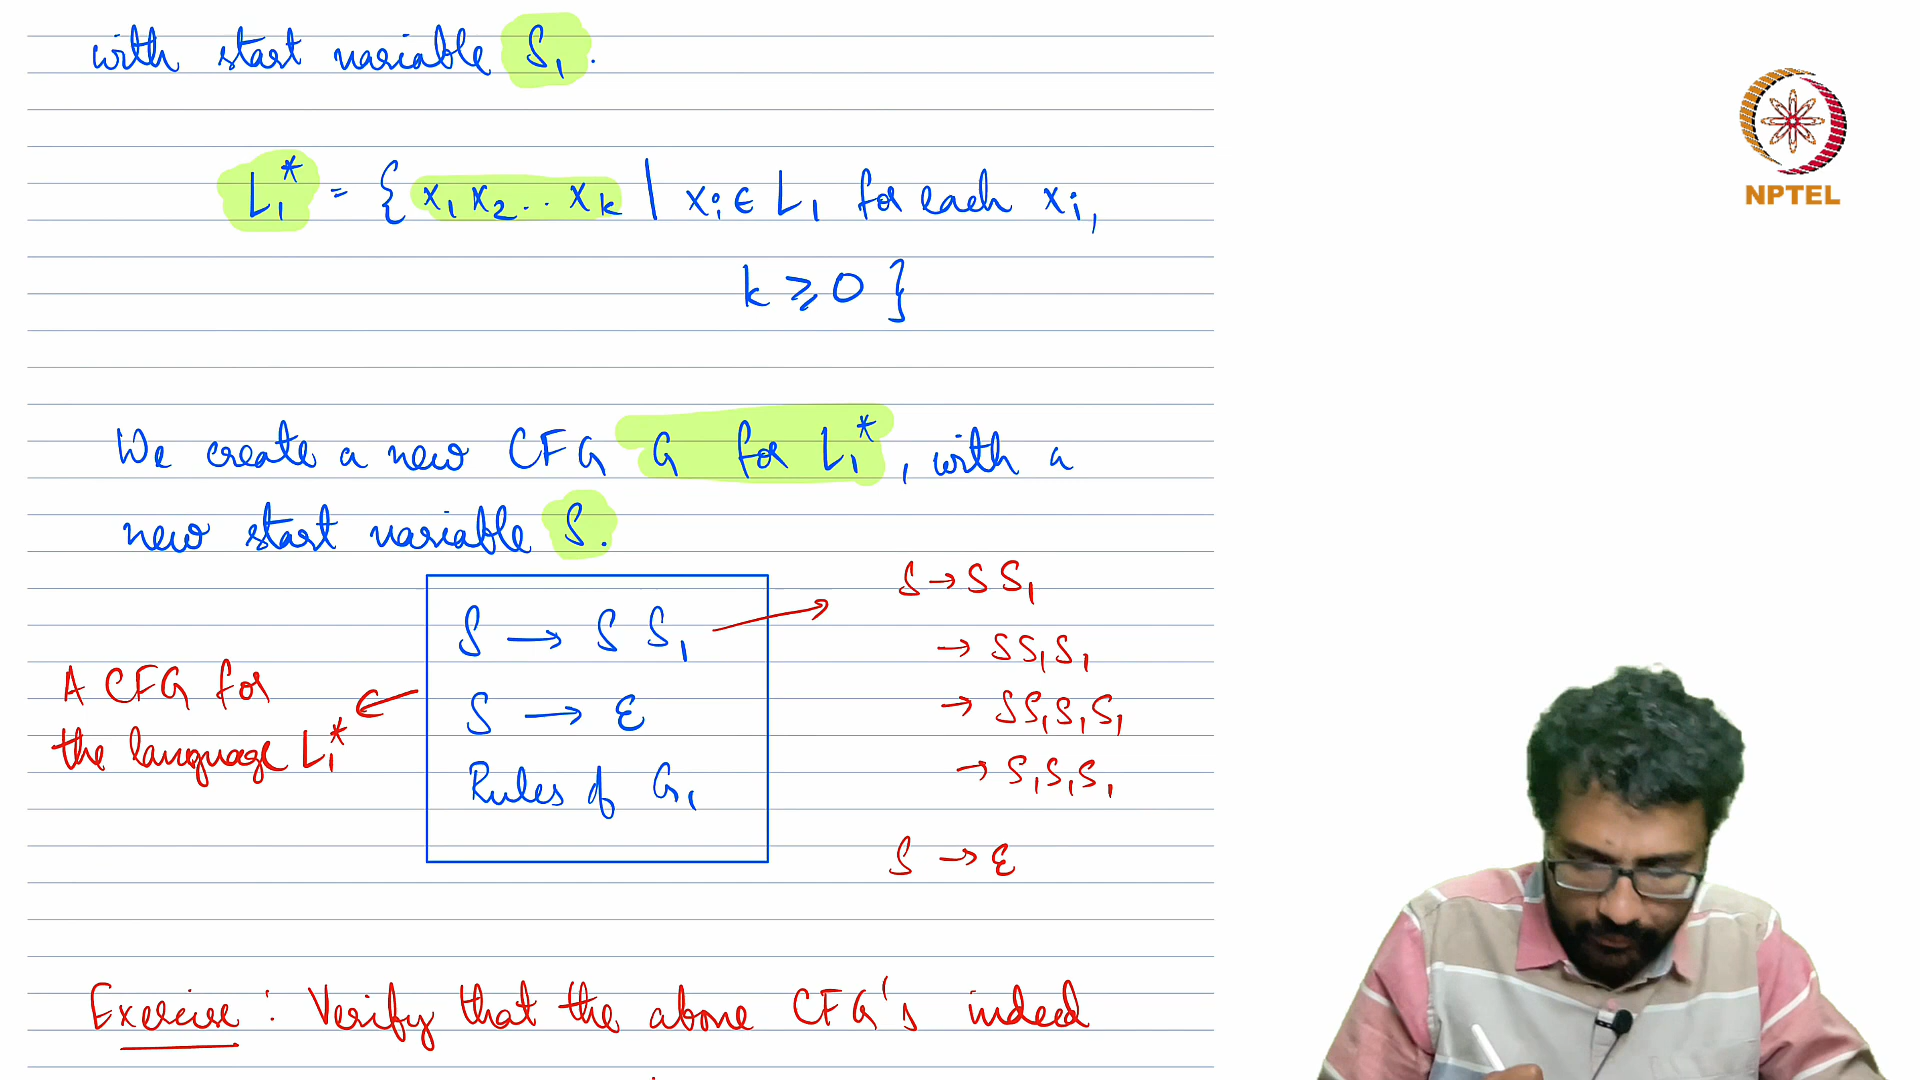 with start variable S₁.
NPTEL
L₁* = { x₁ x₂ .. xₖ | xᵢ ∈ L₁ for each xᵢ,
k ⩾ 0 }
We create a new CFG G for L₁*, with a
new start variable S.
S → S S₁
S → ε
Rules of G₁
A CFG for
the language L₁*
S → S S₁
→ S S₁ S₁
→ S S₁ S₁ S₁
→ S₁ S₁ S₁
S → ε
Exercise : Verify that the above CFG's indeed